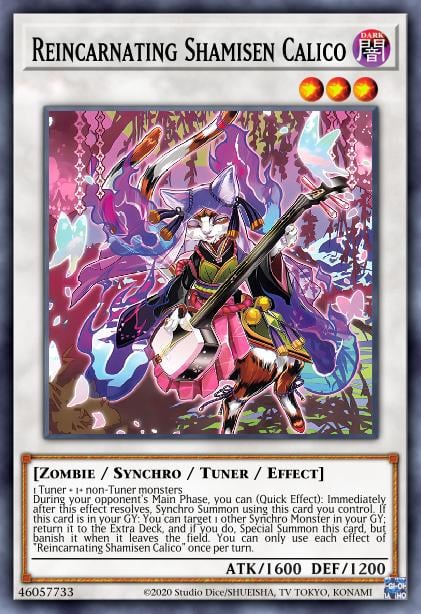 REINCARNATING SHAMISEN CALICO
DARK
闇
[ZOMBIE / SYNCHRO / TUNER / EFFECT]
1 Tuner + 1+ non-Tuner monsters
During your opponent's Main Phase, you can (Quick Effect): Immediately
after this effect resolves, Synchro Summon using this card you control. If
this card is in your GY: You can target 1 other Synchro Monster in your GY;
return it to the Extra Deck, and if you do, Special Summon this card, but
banish it when it leaves the field. You can only use each effect of
"Reincarnating Shamisen Calico" once per turn.
ATK/1600 DEF/1200
46057733
©2020 Studio Dice/SHUEISHA, TV TOKYO, KONAMI